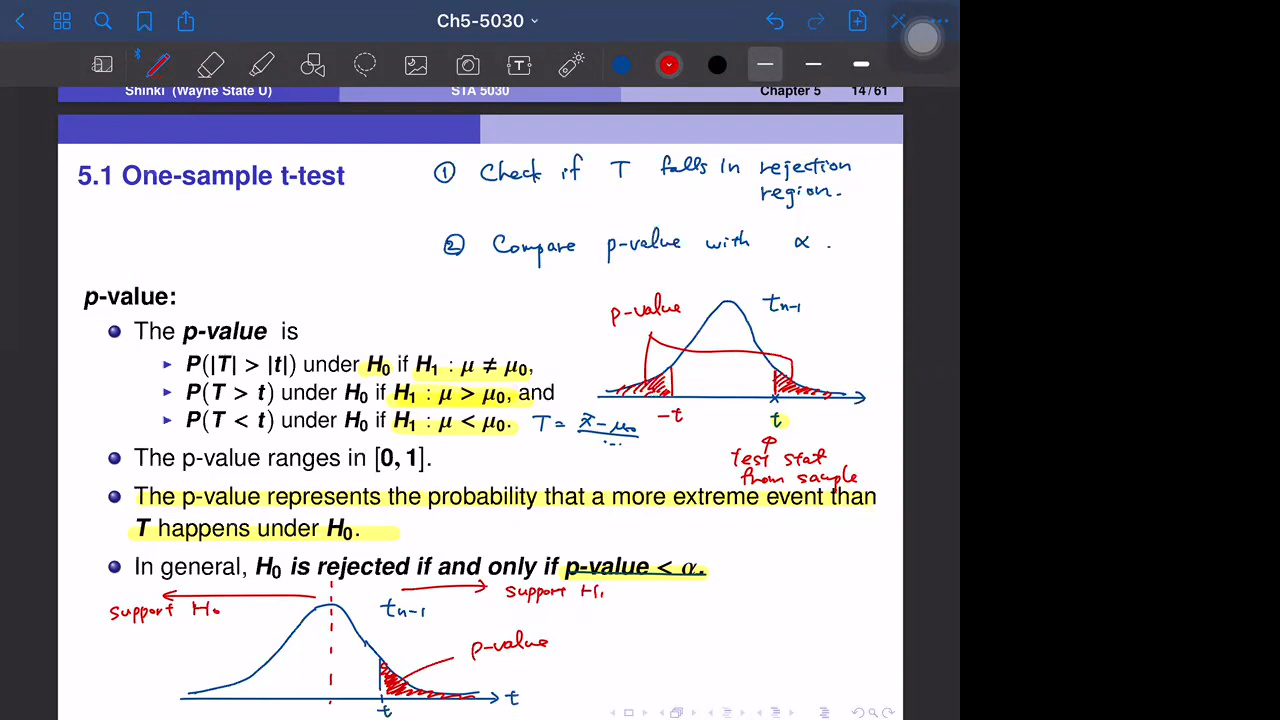 Ch5-5030
T
Shinki (Wayne State U) STA 5030 Chapter 5 14/61
5.1 One-sample t-test
① Check if T falls in rejection
region.
② Compare p-value with α.
p-value:
The p-value is
P(|T| > |t|) under H₀ if H₁ : μ ≠ μ₀,
P(T > t) under H₀ if H₁ : μ > μ₀, and
P(T < t) under H₀ if H₁ : μ < μ₀.
T = x̄ - μ₀
...
p-value
tn-1
-t t
test stat
from sample
The p-value ranges in [0, 1].
The p-value represents the probability that a more extreme event than
T happens under H₀.
In general, H₀ is rejected if and only if p-value < α.
support H₀
support H₁
tn-1
p-value
t
t